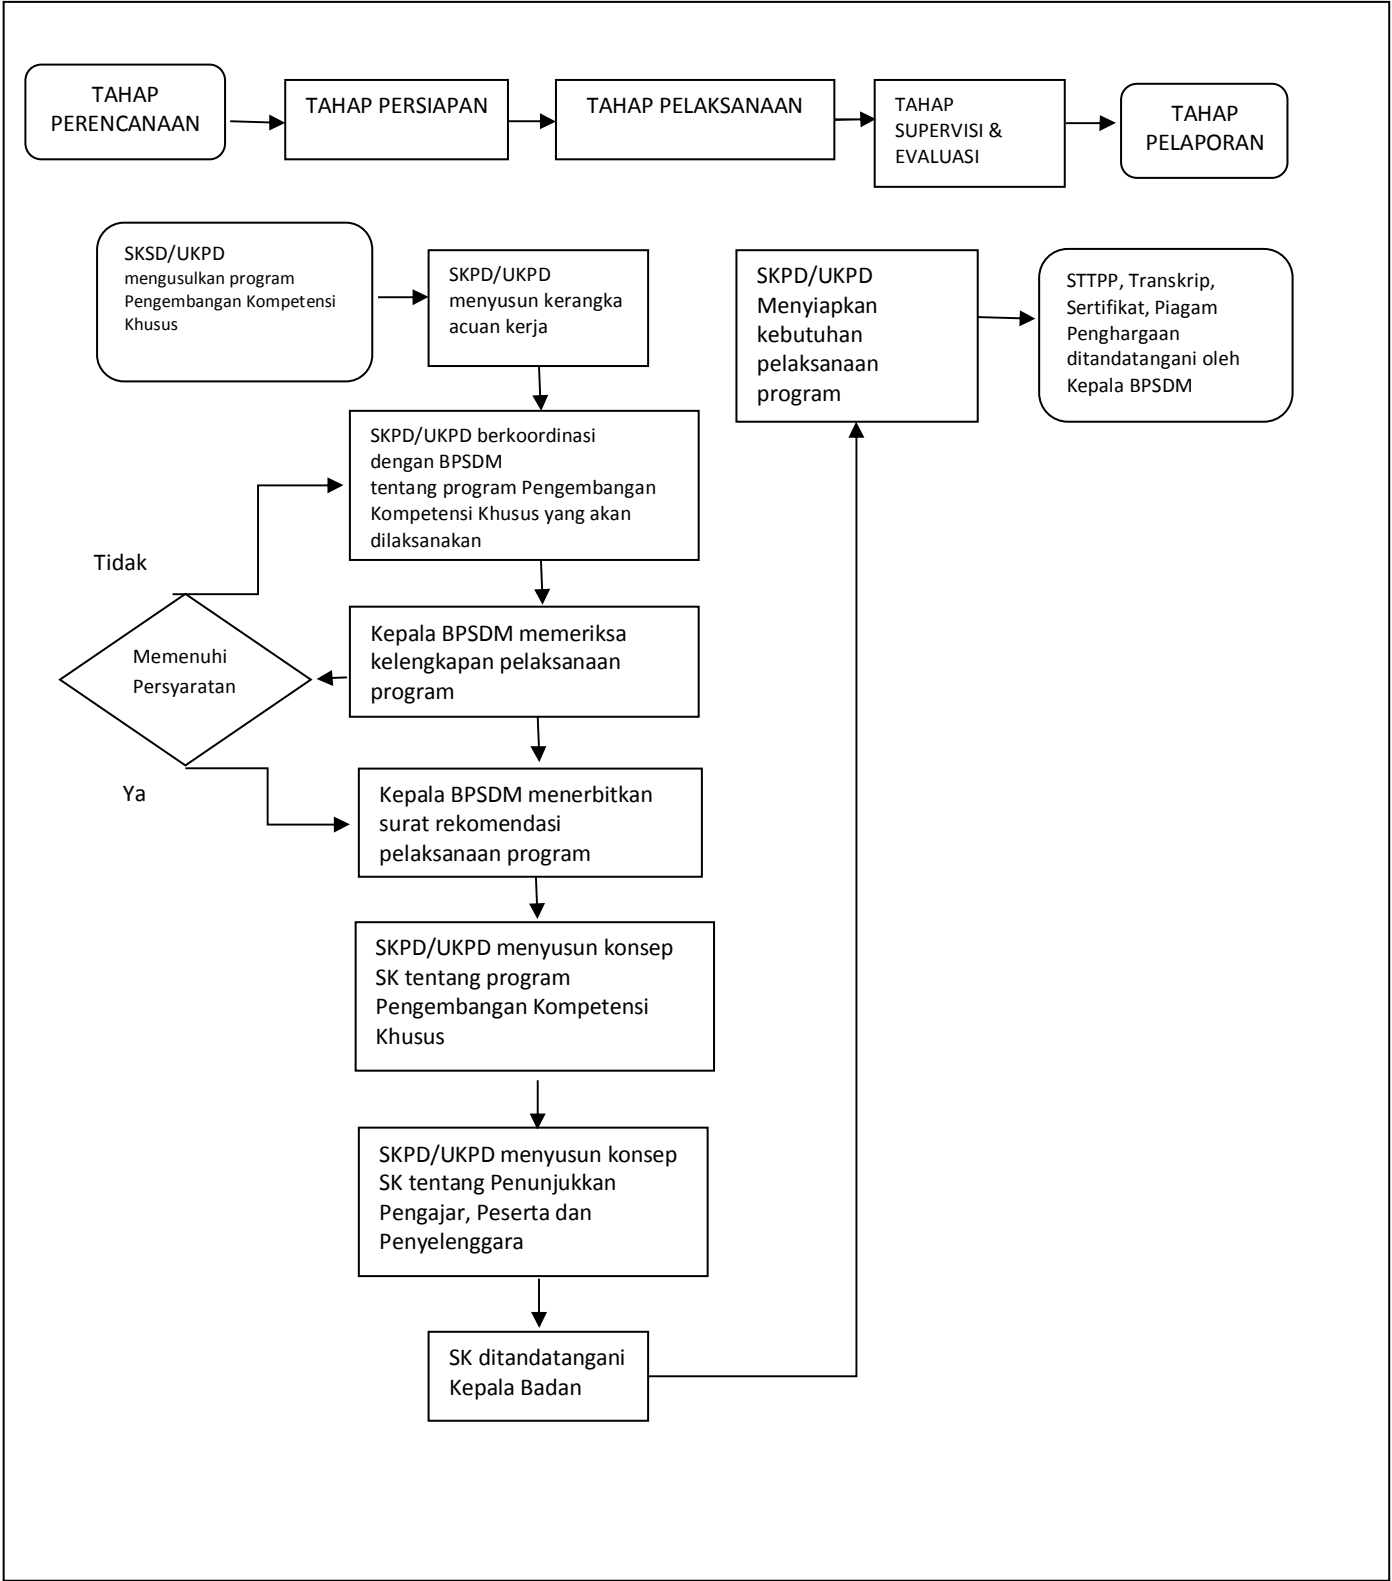 TAHAP
PERENCANAAN
TAHAP PERSIAPAN
TAHAP PELAKSANAAN
TAHAP
SUPERVISI &
EVALUASI
TAHAP
PELAPORAN
SKSD/UKPD
mengusulkan program
Pengembangan Kompetensi
Khusus
SKPD/UKPD
menyusun kerangka
acuan kerja
SKPD/UKPD
Menyiapkan
kebutuhan
pelaksanaan
program
STTPP, Transkrip,
Sertifikat, Piagam
Penghargaan
ditandatangani oleh
Kepala BPSDM
SKPD/UKPD berkoordinasi
dengan BPSDM
tentang program Pengembangan
Kompetensi Khusus yang akan
dilaksanakan
Tidak
Memenuhi
Persyaratan
Kepala BPSDM memeriksa
kelengkapan pelaksanaan
program
Ya
Kepala BPSDM menerbitkan
surat rekomendasi
pelaksanaan program
SKPD/UKPD menyusun konsep
SK tentang program
Pengembangan Kompetensi
Khusus
SKPD/UKPD menyusun konsep
SK tentang Penunjukkan
Pengajar, Peserta dan
Penyelenggara
SK ditandatangani
Kepala Badan